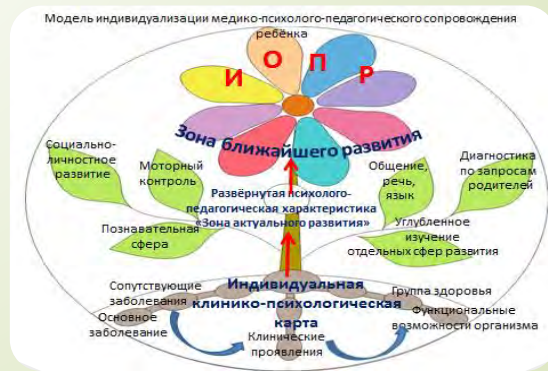 Модель индивидуализации медико-психолого-педагогического сопровождения
ребёнка
И О П Р
Зона ближайшего развития
Социально-
личностное
развитие
Моторный
контроль
Познавательная
сфера
Общение,
речь,
язык
Диагностика
по запросам
родителей
Углубленное
изучение
отдельных сфер развития
Развёрнутая психолого-
педагогическая характеристика
«Зона актуального развития»
Сопутствующие
заболевания
Основное
заболевание
Индивидуальная
клинико-психологическая
карта
Клинические
проявления
Группа здоровья
Функциональные
возможности организма